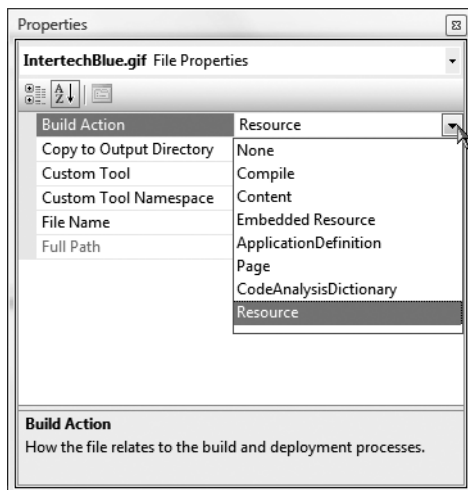 Properties
IntertechBlue.gif File Properties
Build Action Resource
Copy to Output Directory None
Custom Tool Compile
Custom Tool Namespace Content
File Name Embedded Resource
Full Path ApplicationDefinition
Page
CodeAnalysisDictionary
Resource
Build Action
How the file relates to the build and deployment processes.